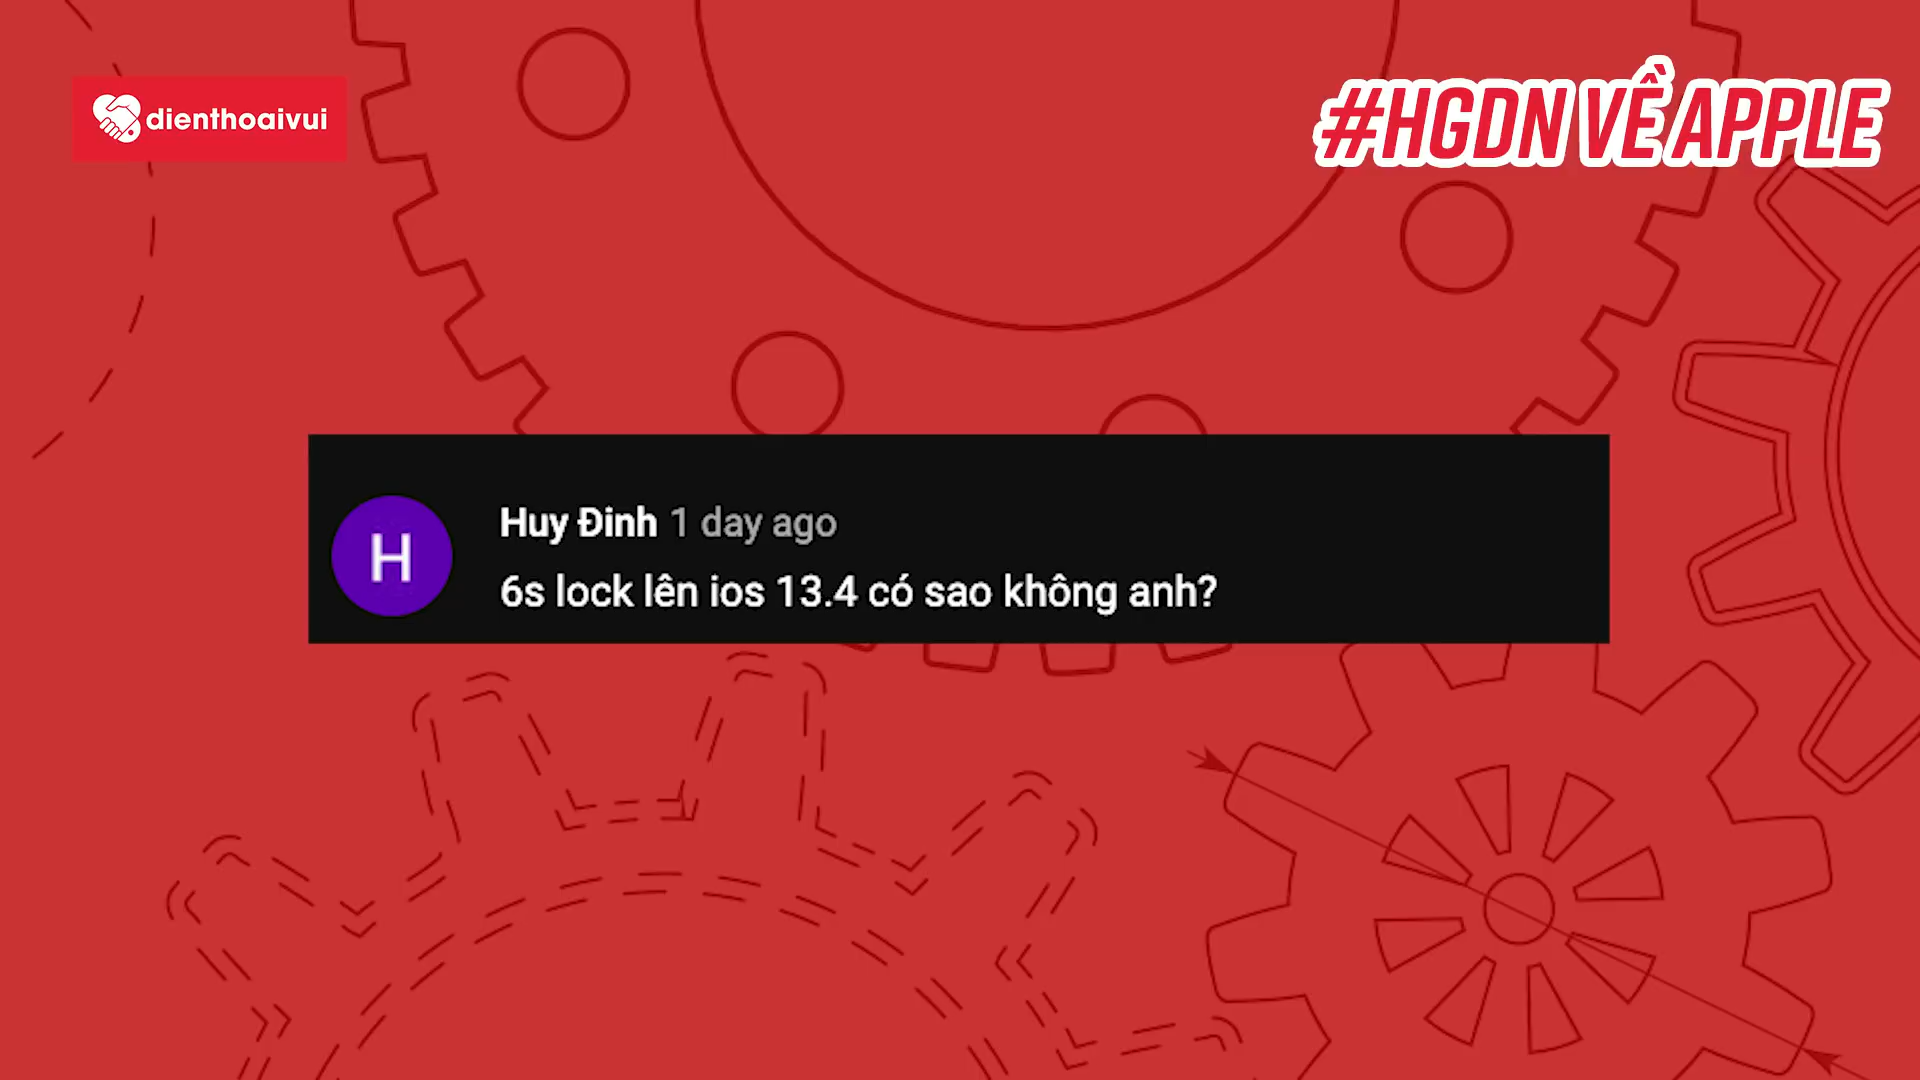 dienthoaivui
#HGDN VỀ APPLE
H
Huy Đinh 1 day ago
6s lock lên ios 13.4 có sao không anh?